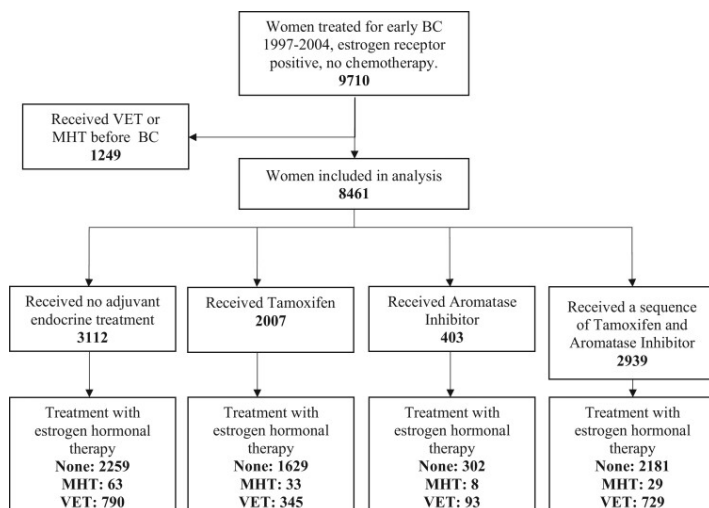 Women treated for early BC
1997-2004, estrogen receptor
positive, no chemotherapy.
9710
Received VET or
MHT before BC
1249
Women included in analysis
8461
Received no adjuvant
endocrine treatment
3112
Received Tamoxifen
2007
Received Aromatase
Inhibitor
403
Received a sequence
of Tamoxifen and
Aromatase Inhibitor
2939
Treatment with
estrogen hormonal
therapy
None: 2259
MHT: 63
VET: 790
Treatment with
estrogen hormonal
therapy
None: 1629
MHT: 33
VET: 345
Treatment with
estrogen hormonal
therapy
None: 302
MHT: 8
VET: 93
Treatment with
estrogen hormonal
therapy
None: 2181
MHT: 29
VET: 729